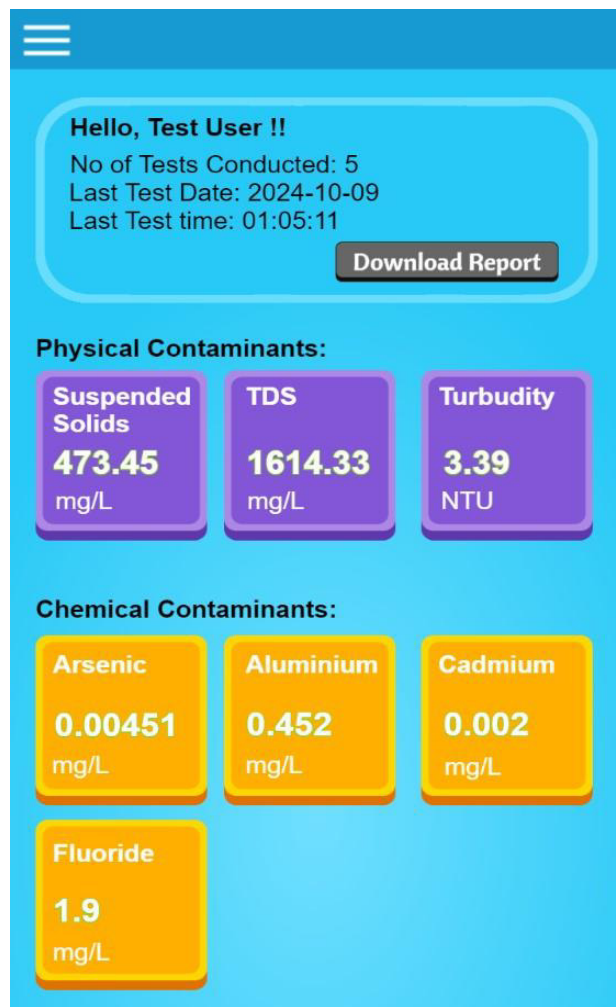 Hello, Test User !!
No of Tests Conducted: 5
Last Test Date: 2024-10-09
Last Test time: 01:05:11
Download Report
Physical Contaminants:
Suspended
Solids
473.45
mg/L
TDS
1614.33
mg/L
Turbudity
3.39
NTU
Chemical Contaminants:
Arsenic
0.00451
mg/L
Aluminium
0.452
mg/L
Cadmium
0.002
mg/L
Fluoride
1.9
mg/L